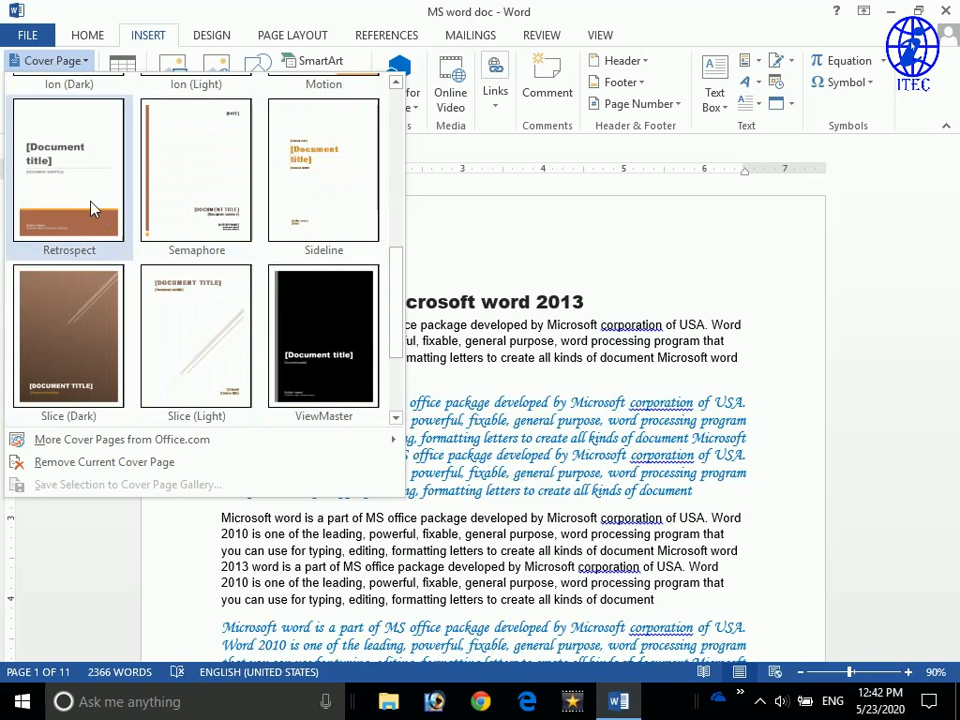 MS word doc - Word
FILE HOME INSERT DESIGN PAGE LAYOUT REFERENCES MAILINGS REVIEW VIEW
ITEC
Cover Page
SmartArt
Online
Video
Links
Comment
Header
Footer
Page Number
Text
Box
Equation
Symbol
for
Media Comments Header & Footer Text Symbols
Ion (Dark) Ion (Light) Motion
[Document
title]
[DOCUMENT TITLE]
[Document
title]
Retrospect Semaphore Sideline
[DOCUMENT TITLE]
[DOCUMENT TITLE]
[Document title]
Slice (Dark) Slice (Light) ViewMaster
More Cover Pages from Office.com
Remove Current Cover Page
Save Selection to Cover Page Gallery...
3 4 5 6 7
crosoft word 2013
ce package developed by Microsoft corporation of USA. Word
ul, fixable, general purpose, word processing program that
matting letters to create all kinds of document Microsoft word
office package developed by Microsoft corporation of USA.
powerful, fixable, general purpose, word processing program
ng, formatting letters to create all kinds of document Microsoft
office package developed by Microsoft corporation of USA.
powerful, fixable, general purpose, word processing program
ng, formatting letters to create all kinds of document
Microsoft word is a part of MS office package developed by Microsoft corporation of USA. Word
2010 is one of the leading, powerful, fixable, general purpose, word processing program that
you can use for typing, editing, formatting letters to create all kinds of document Microsoft word
2013 word is a part of MS office package developed by Microsoft corporation of USA. Word
2010 is one of the leading, powerful, fixable, general purpose, word processing program that
you can use for typing, editing, formatting letters to create all kinds of document
Microsoft word is a part of MS office package developed by Microsoft corporation of USA.
Word 2010 is one of the leading, powerful, fixable, general purpose, word processing program
3
4
PAGE 1 OF 11 2366 WORDS ENGLISH (UNITED STATES) 90%
Ask me anything
ENG
12:42 PM
5/23/2020